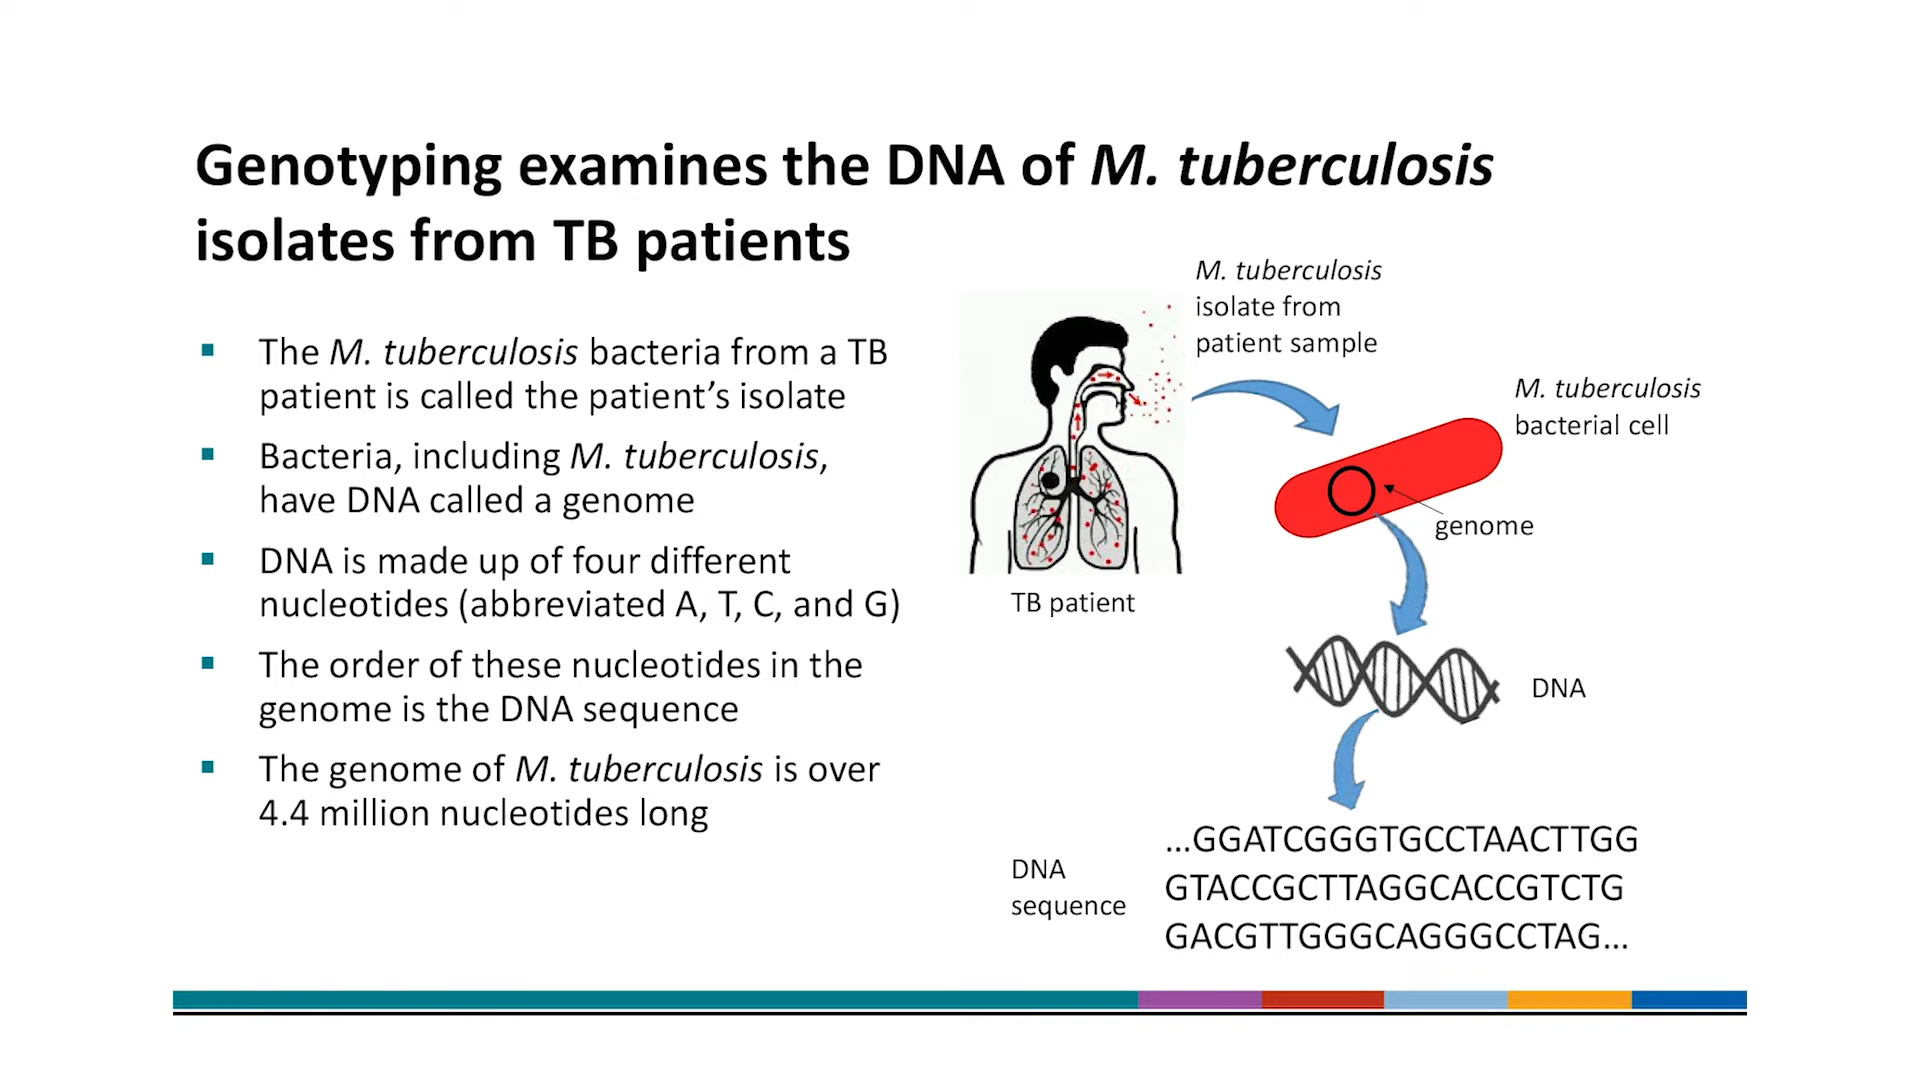 Genotyping examines the DNA of M. tuberculosis
isolates from TB patients
The M. tuberculosis bacteria from a TB
patient is called the patient’s isolate
Bacteria, including M. tuberculosis,
have DNA called a genome
DNA is made up of four different
nucleotides (abbreviated A, T, C, and G)
The order of these nucleotides in the
genome is the DNA sequence
The genome of M. tuberculosis is over
4.4 million nucleotides long
M. tuberculosis
isolate from
patient sample
M. tuberculosis
bacterial cell
genome
TB patient
DNA
DNA
sequence
...GGATCGGGTGCCTAACTTGG
GTACCGCTTAGGCACCGTCTG
GACGTTGGGCAGGGCCTAG...